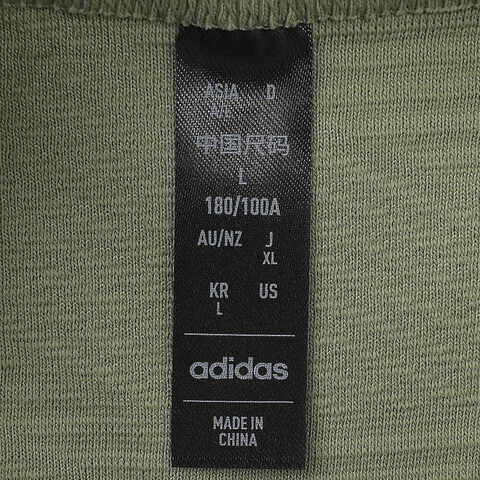 ASIA D
A/L
中国尺码
L
180/100A
AU/NZ J
XL
KR US
L
adidas
MADE IN
CHINA